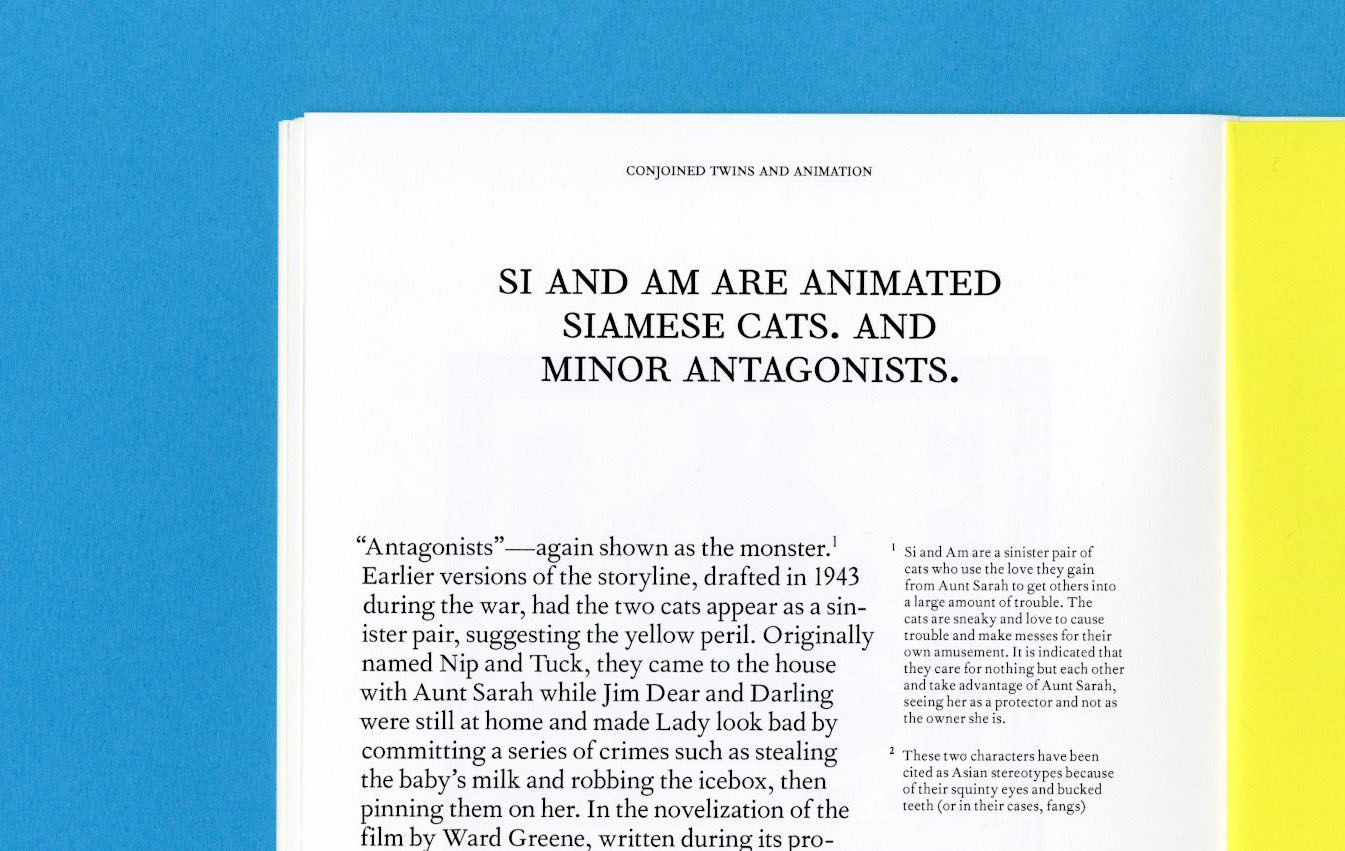 CONJOINED TWINS AND ANIMATION
SI AND AM ARE ANIMATED
SIAMESE CATS. AND
MINOR ANTAGONISTS.
“Antagonists”—again shown as the monster.¹
Earlier versions of the storyline, drafted in 1943
during the war, had the two cats appear as a sin-
ister pair, suggesting the yellow peril. Originally
named Nip and Tuck, they came to the house
with Aunt Sarah while Jim Dear and Darling
were still at home and made Lady look bad by
committing a series of crimes such as stealing
the baby’s milk and robbing the icebox, then
pinning them on her. In the novelization of the
film by Ward Greene, written during its pro-
¹ Si and Am are a sinister pair of
cats who use the love they gain
from Aunt Sarah to get others into
a large amount of trouble. The
cats are sneaky and love to cause
trouble and make messes for their
own amusement. It is indicated that
they care for nothing but each other
and take advantage of Aunt Sarah,
seeing her as a protector and not as
the owner she is.
² These two characters have been
cited as Asian stereotypes because
of their squinty eyes and bucked
teeth (or in their cases, fangs)